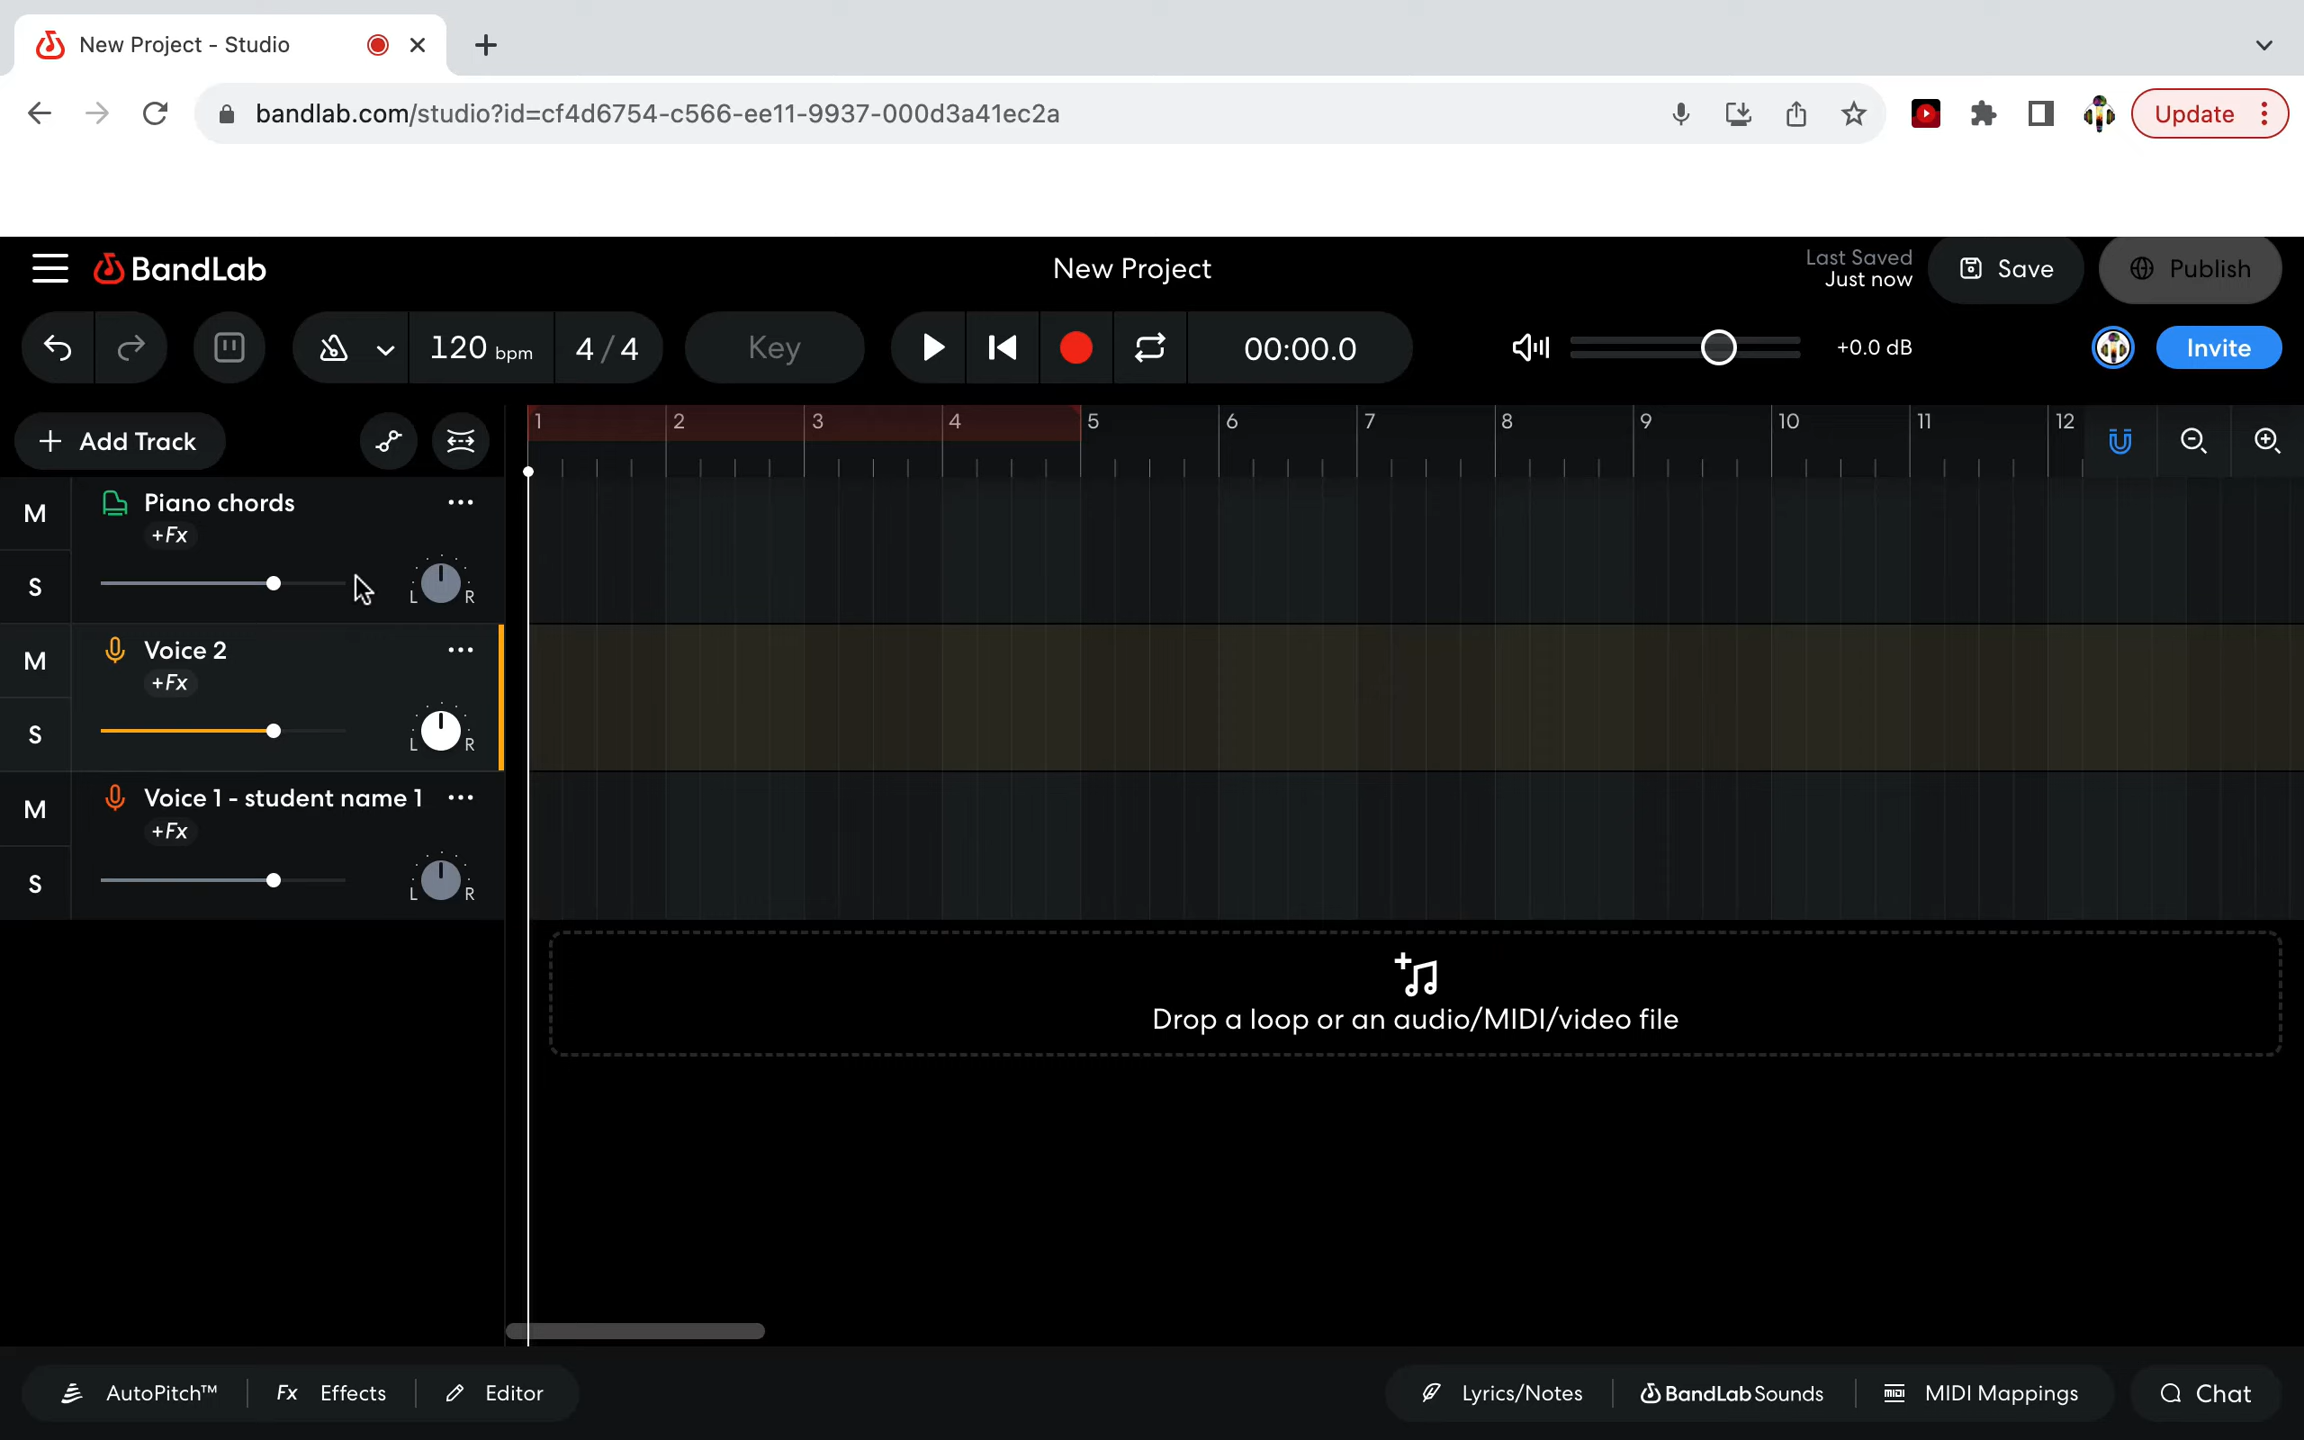 New Project - Studio
bandlab.com/studio?id=cf4d6754-c566-ee11-9937-000d3a41ec2a
Update
BandLab
New Project
Last Saved
Just now
Save
Publish
120 bpm
4/4
Key
00:00.0
+0.0 dB
Invite
Add Track
1 2 3 4 5 6 7 8 9 10 11 12
M
Piano chords
+Fx
S
L R
M
Voice 2
+Fx
S
L R
M
Voice 1 - student name 1
+Fx
S
L R
Drop a loop or an audio/MIDI/video file
AutoPitch™
Fx Effects
Editor
Lyrics/Notes
BandLab Sounds
MIDI MIDI Mappings
Chat